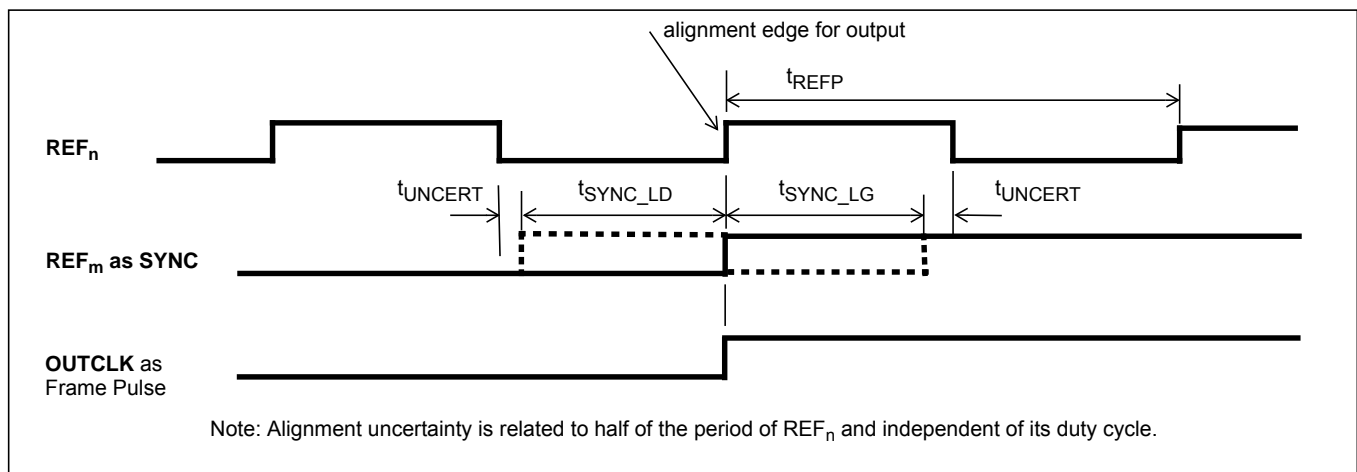 alignment edge for output
tREFP
REFn
tUNCERT
tSYNC_LD
tSYNC_LG
tUNCERT
REFm as SYNC
OUTCLK as
Frame Pulse
Note: Alignment uncertainty is related to half of the period of REFn and independent of its duty cycle.